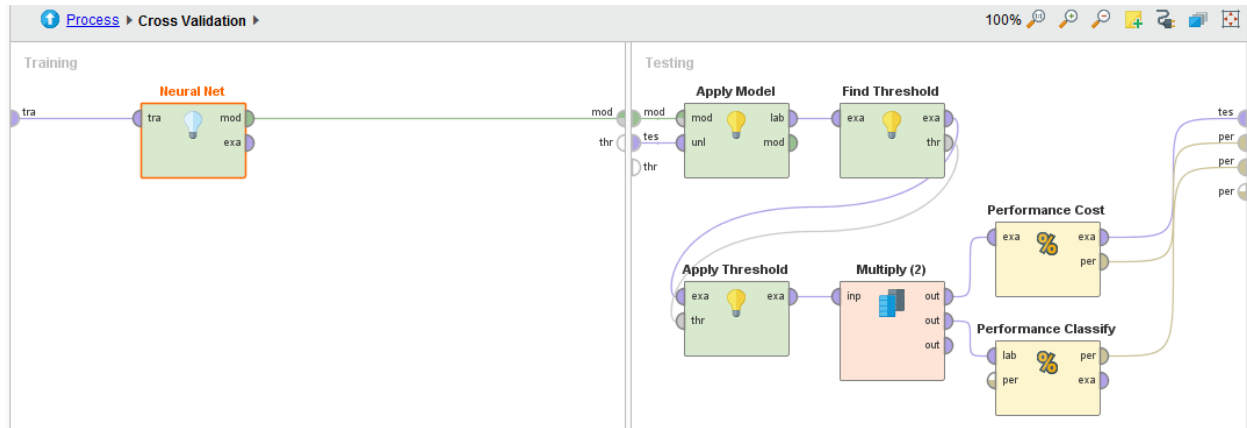 Process ▸ Cross Validation ▸
100%
Training
Neural Net
tra
tra
mod
exa
mod
thr
Testing
mod
tes
thr
Apply Model
mod
lab
unl
mod
Find Threshold
exa
exa
thr
tes
per
per
per
Performance Cost
exa
exa
per
Apply Threshold
exa
exa
thr
Multiply (2)
inp
out
out
out
Performance Classify
lab
per
per
exa